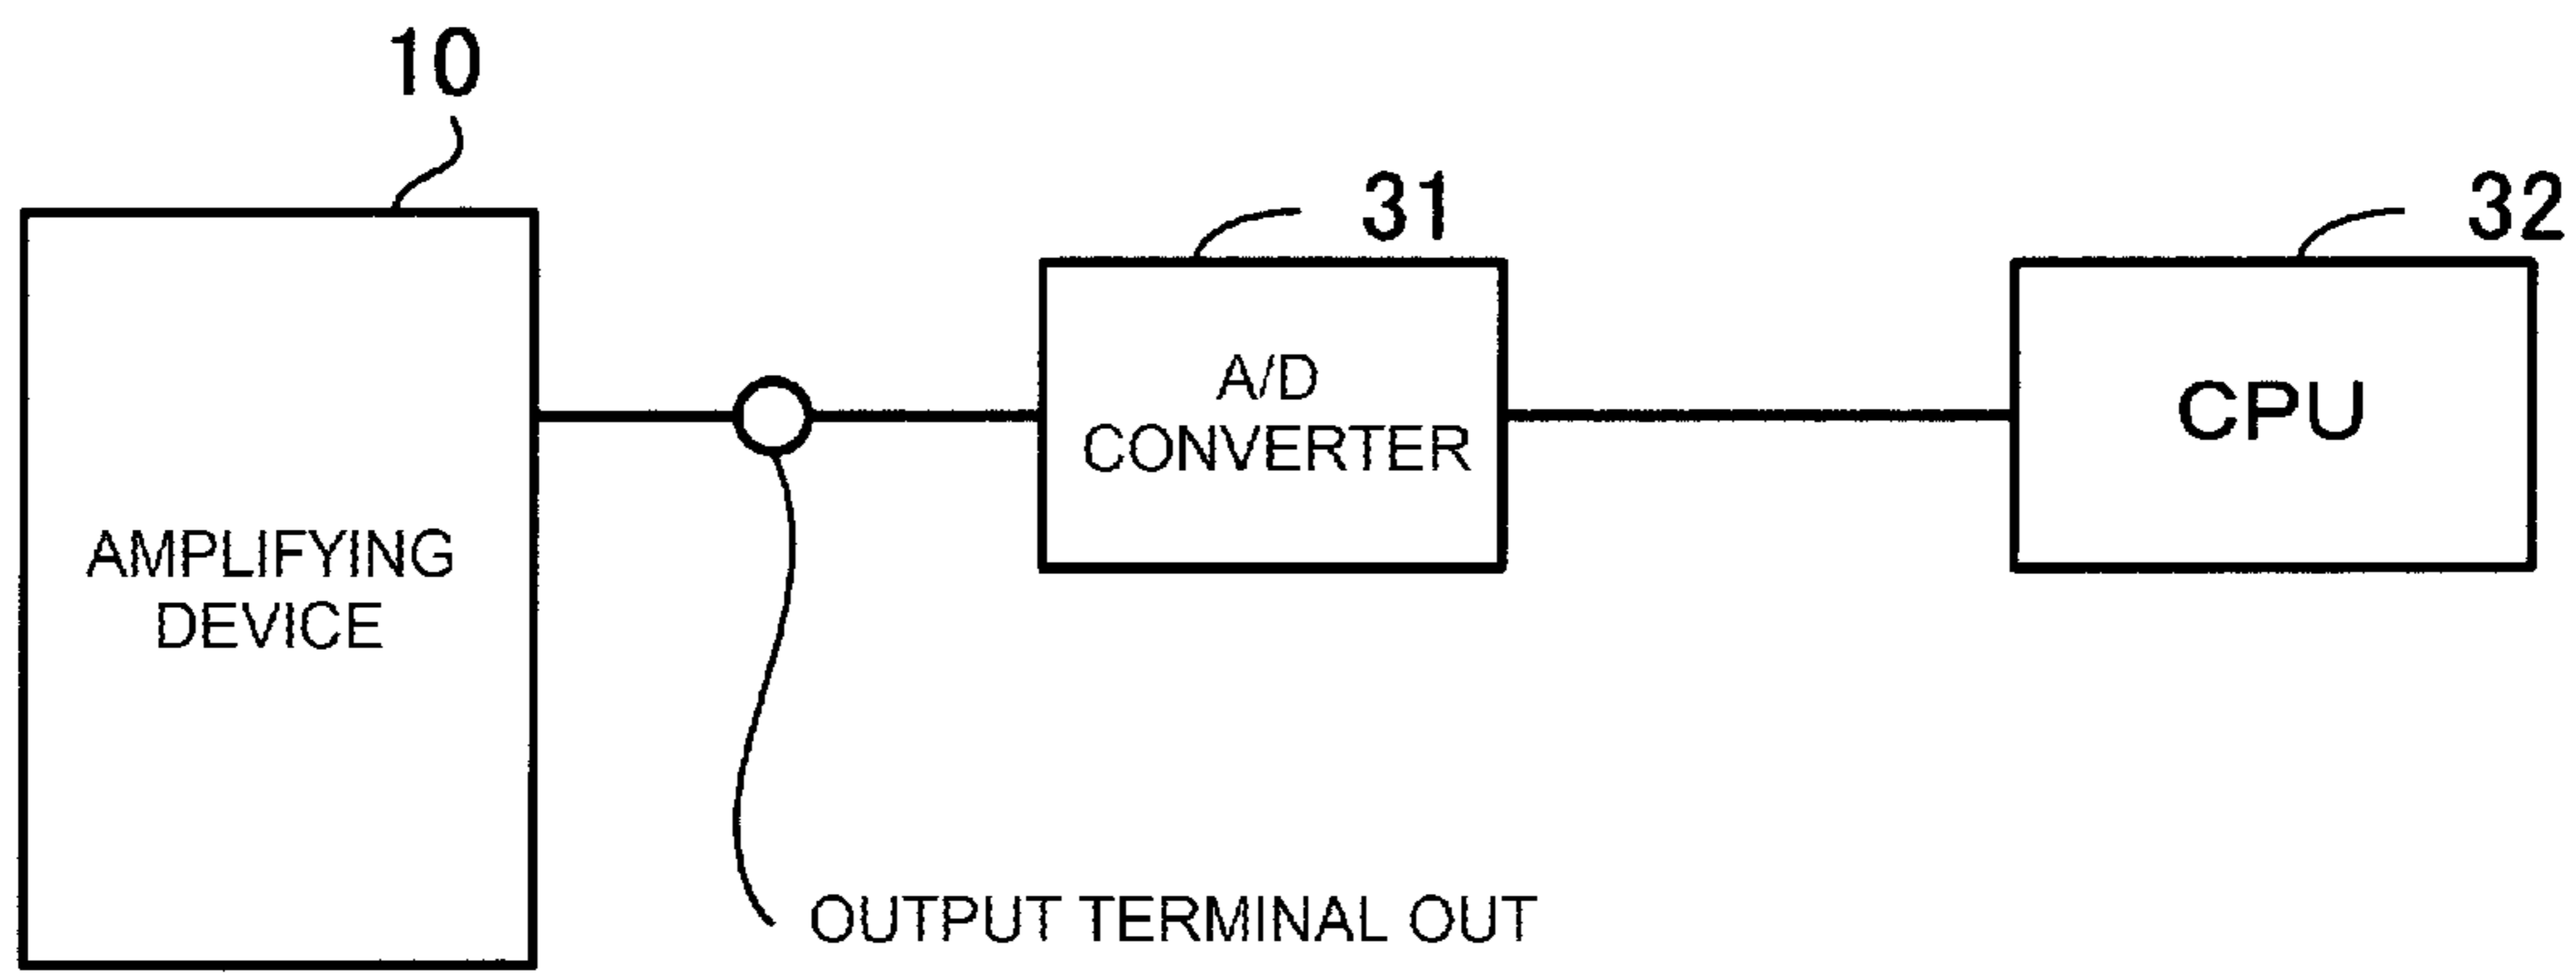 10
31
32
A/D
CONVERTER
CPU
AMPLIFYING
DEVICE
OUTPUT TERMINAL OUT